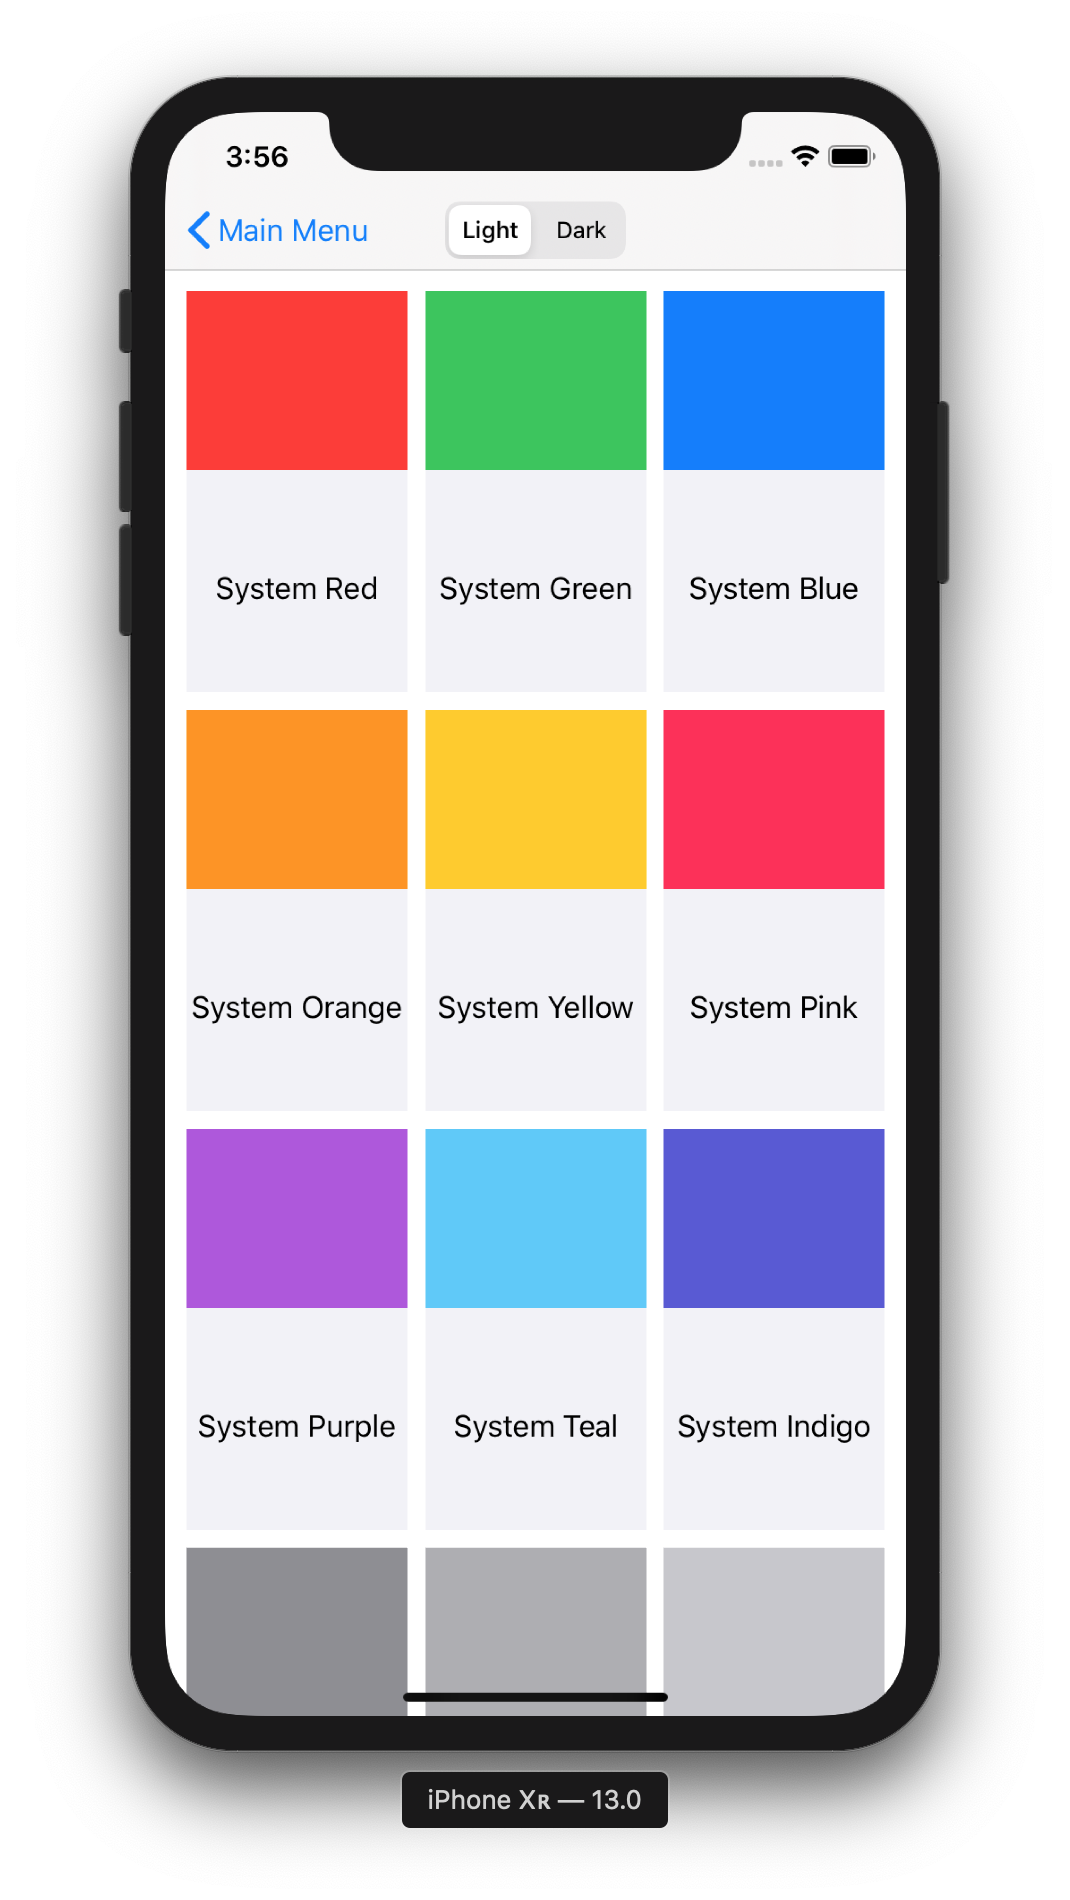 3:56
Main Menu
Light Dark
System Red System Green System Blue
System Orange System Yellow System Pink
System Purple System Teal System Indigo
iPhone Xʀ — 13.0